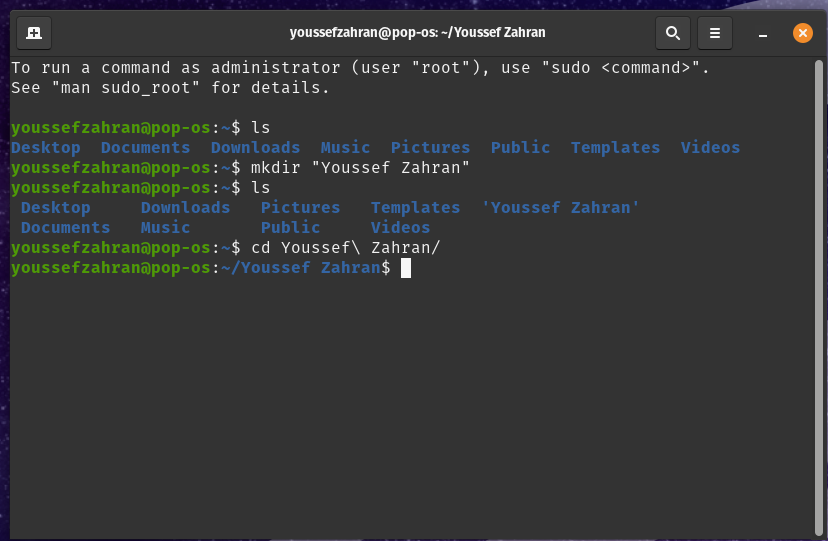 youssefzahran@pop-os: ~/Youssef Zahran
To run a command as administrator (user "root"), use "sudo <command>".
See "man sudo_root" for details.
youssefzahran@pop-os:~$ ls
Desktop  Documents  Downloads  Music  Pictures  Public  Templates  Videos
youssefzahran@pop-os:~$ mkdir "Youssef Zahran"
youssefzahran@pop-os:~$ ls
 Desktop     Downloads   Pictures   Templates  'Youssef Zahran'
 Documents   Music       Public     Videos
youssefzahran@pop-os:~$ cd Youssef\ Zahran/
youssefzahran@pop-os:~/Youssef Zahran$